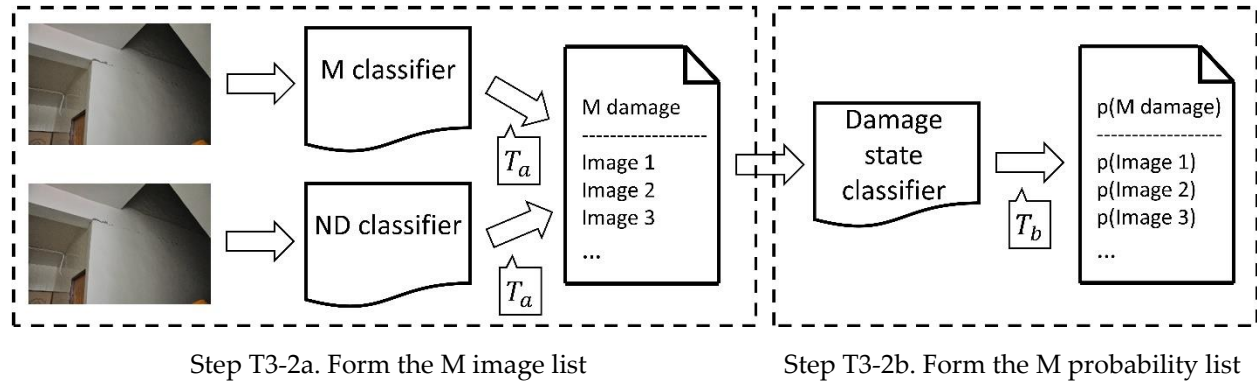 M classifier
T_a
ND classifier
T_a
M damage
--------------------
Image 1
Image 2
Image 3
...
Damage
state
classifier
T_b
p(M damage)
--------------------
p(Image 1)
p(Image 2)
p(Image 3)
...
Step T3-2a. Form the M image list
Step T3-2b. Form the M probability list